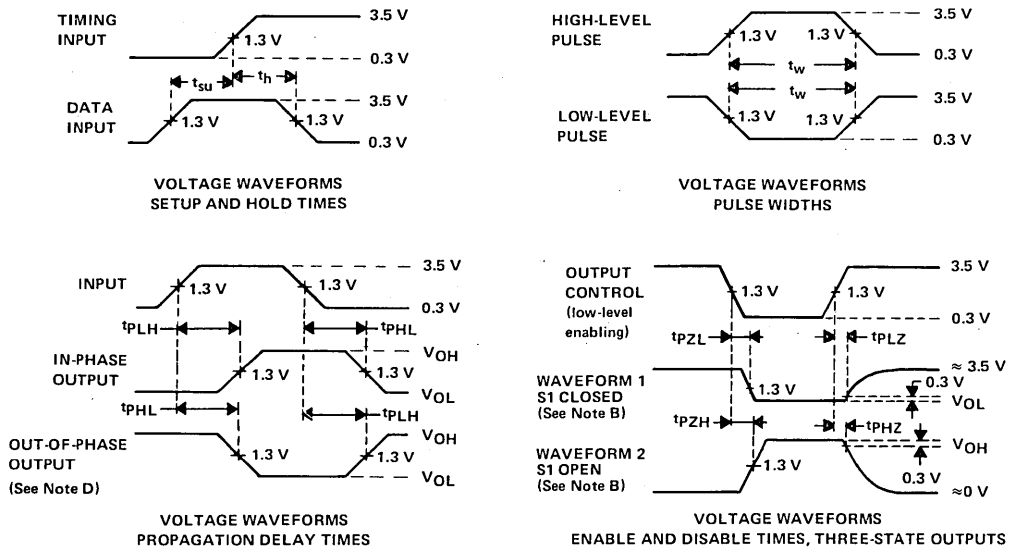 TIMING
INPUT
3.5 V
1.3 V
0.3 V
tsu
th
DATA
INPUT
3.5 V
1.3 V
1.3 V
0.3 V
VOLTAGE WAVEFORMS
SETUP AND HOLD TIMES
HIGH-LEVEL
PULSE
3.5 V
1.3 V
1.3 V
0.3 V
tw
tw
LOW-LEVEL
PULSE
3.5 V
1.3 V
1.3 V
0.3 V
VOLTAGE WAVEFORMS
PULSE WIDTHS
INPUT
3.5 V
1.3 V
1.3 V
0.3 V
tPLH
tPHL
IN-PHASE
OUTPUT
VOH
1.3 V
1.3 V
VOL
tPHL
tPLH
OUT-OF-PHASE
OUTPUT
(See Note D)
VOH
1.3 V
1.3 V
VOL
VOLTAGE WAVEFORMS
PROPAGATION DELAY TIMES
OUTPUT
CONTROL
(low-level
enabling)
3.5 V
1.3 V
1.3 V
0.3 V
tPZL
tPLZ
WAVEFORM 1
S1 CLOSED
(See Note B)
≈ 3.5 V
0.3 V
1.3 V
VOL
tPZH
tPHZ
WAVEFORM 2
S1 OPEN
(See Note B)
VOH
1.3 V
0.3 V
≈0 V
VOLTAGE WAVEFORMS
ENABLE AND DISABLE TIMES, THREE-STATE OUTPUTS